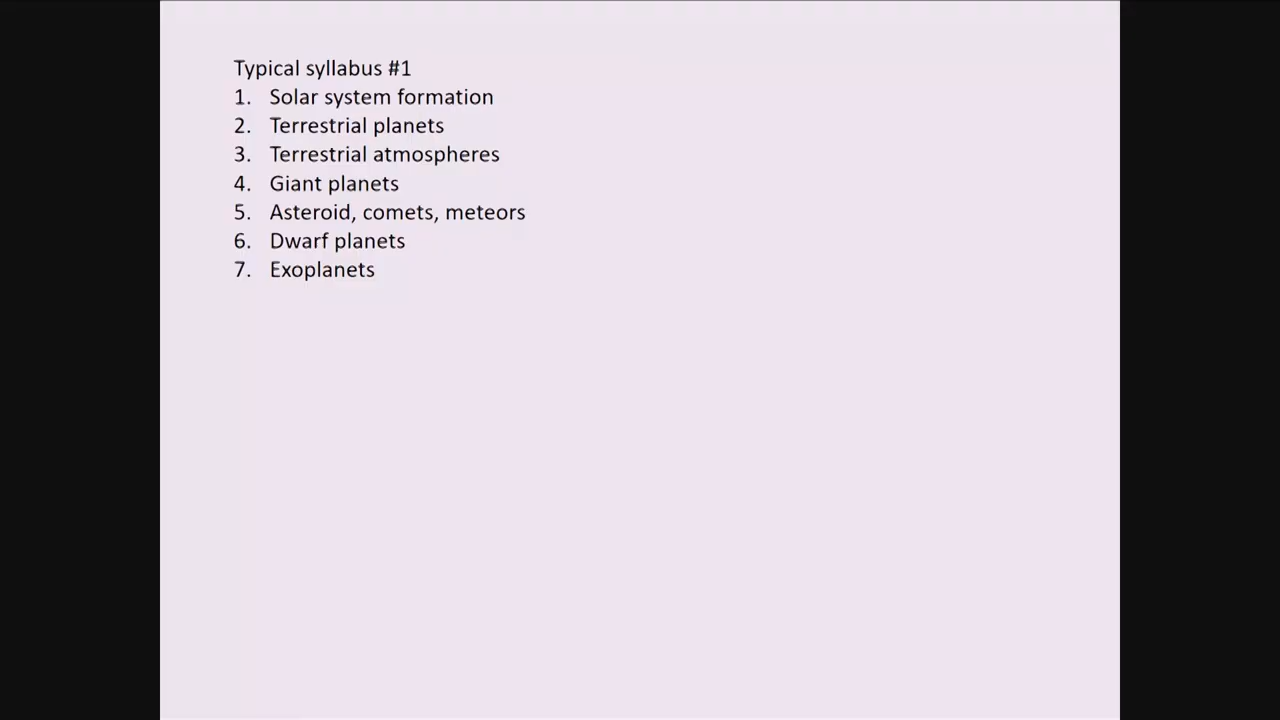 Typical syllabus #1
1. Solar system formation
2. Terrestrial planets
3. Terrestrial atmospheres
4. Giant planets
5. Asteroid, comets, meteors
6. Dwarf planets
7. Exoplanets